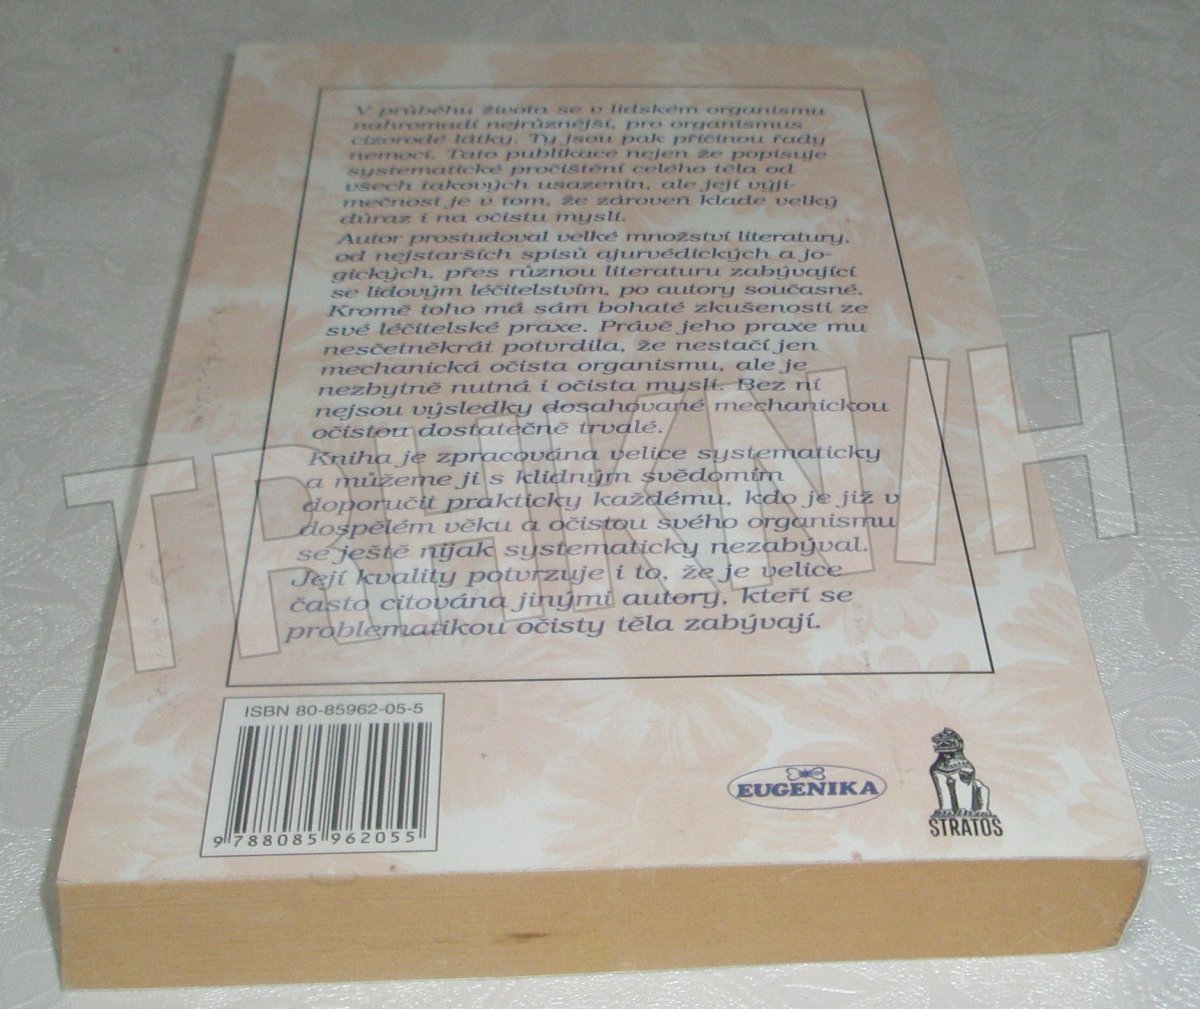 V průběhu života se v lidském organismu
nahromadí nejrůznější, pro organismus
cizorodé látky. Ty jsou pak příčinou řady
nemocí. Tato publikace nejen že popisuje
systematické pročištění celého těla od
všech takových usazenin, ale její výji-
mečnost je v tom, že zároveň klade velký
důraz i na očistu mysli.
Autor prostudoval velké množství literatury,
od nejstarších spisů ajurvédických a jo-
gických, přes různou literaturu zabývající
se lidovým léčitelstvím, po autory současné.
Kromě toho má sám bohaté zkušenosti ze
své léčitelské praxe. Právě jeho praxe mu
nesčetněkrát potvrdila, že nestačí jen
mechanická očista organismu, ale je
nezbytně nutná i očista mysli. Bez ní
nejsou výsledky dosahované mechanickou
očistou dostatečně trvalé.
Kniha je zpracována velice systematicky
a můžeme ji s klidným svědomím
doporučit prakticky každému, kdo je již v
dospělém věku a očistou svého organismu
se ještě nijak systematicky nezabýval.
Její kvality potvrzuje i to, že je velice
často citována jinými autory, kteří se
problematikou očisty těla zabývají.
TRHKNIH
ISBN 80-85962-05-5
9 788085 962055
EUGENIKA
STRATOS